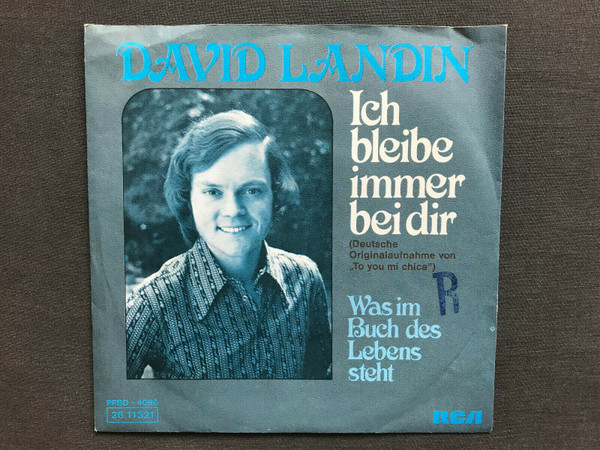 DAVID LANDIN
Ich
bleibe
immer
bei dir
(Deutsche
Originalaufnahme von
„To you mi chica")
R
Was im
Buch des
Lebens
steht
PPBO - 4096
26.11321
RCA